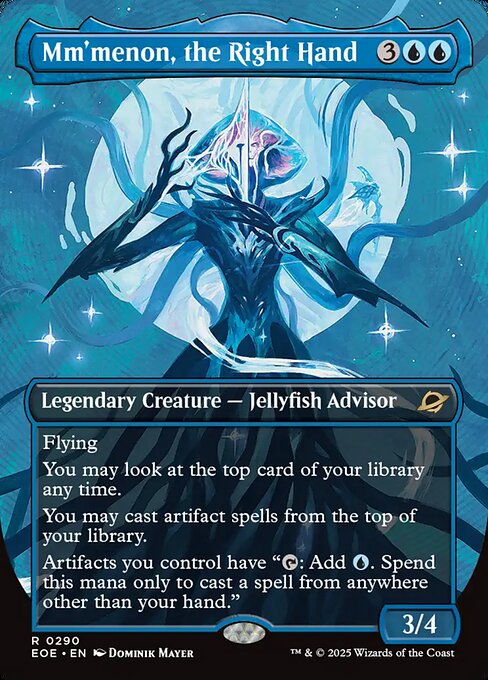 Mm'menon, the Right Hand 3
Legendary Creature — Jellyfish Advisor
Flying
You may look at the top card of your library
any time.
You may cast artifact spells from the top of
your library.
Artifacts you control have “: Add . Spend
this mana only to cast a spell from anywhere
other than your hand.”
3/4
R 0290
EOE • EN Dominik Mayer
™ & © 2025 Wizards of the Coast